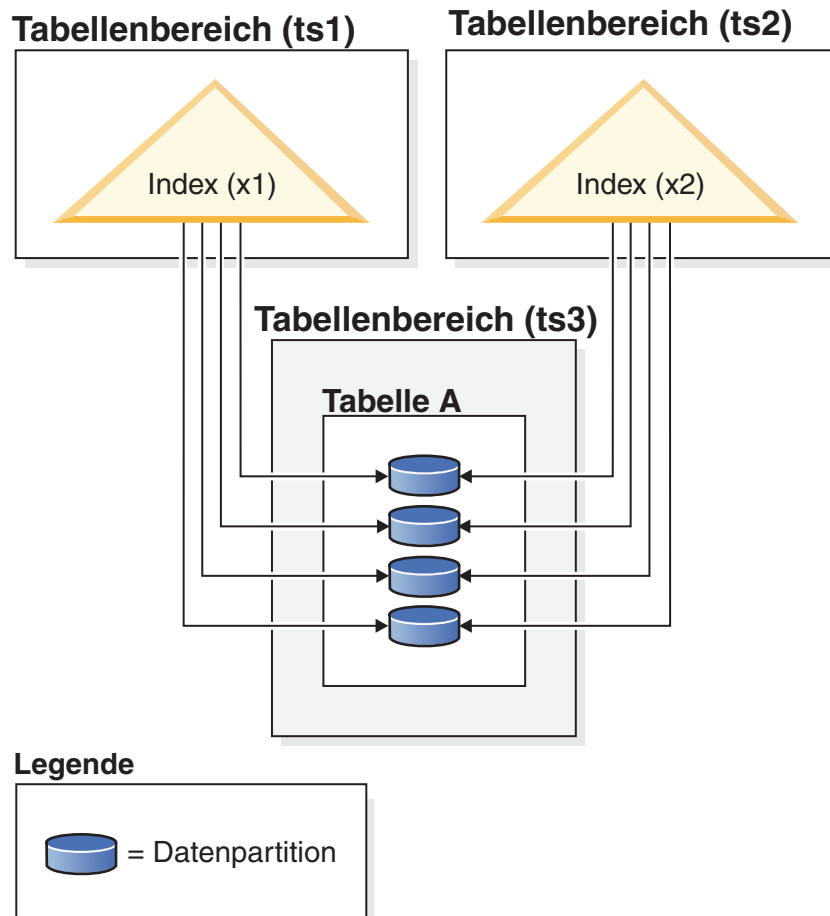 Tabellenbereich (ts1)
Tabellenbereich (ts2)
Index (x1)
Index (x2)
Tabellenbereich (ts3)
Tabelle A
Legende
= Datenpartition